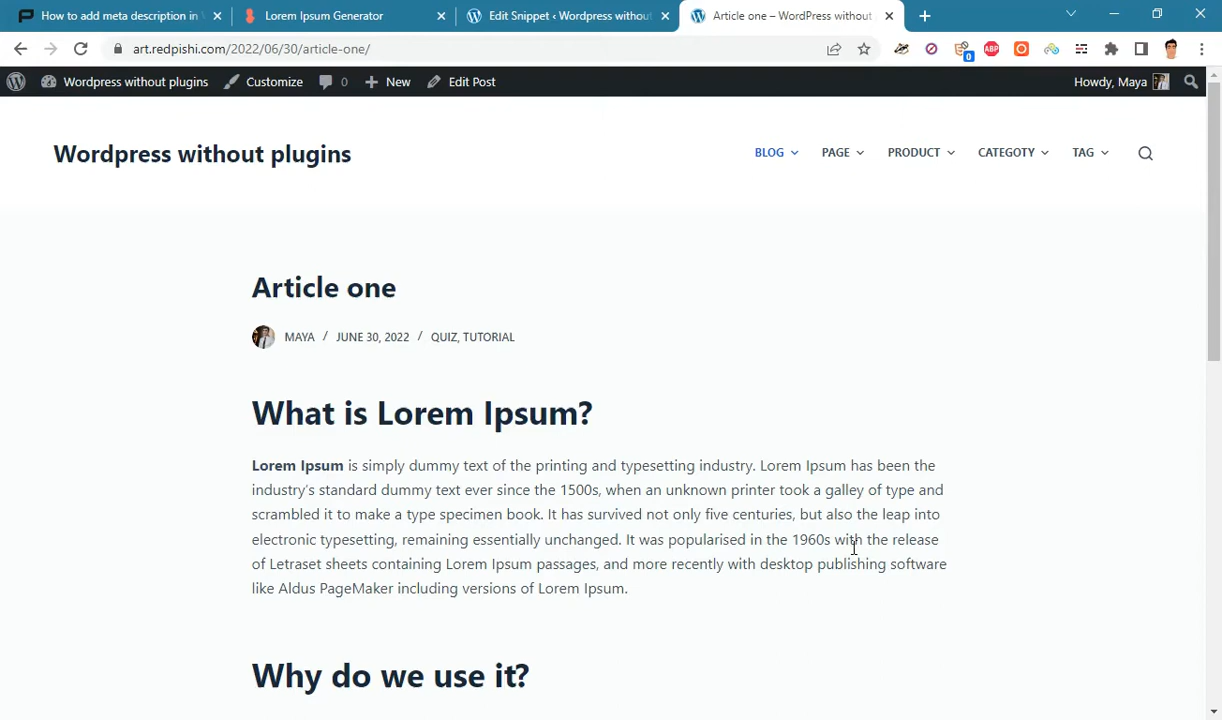 How to add meta description in
Lorem Ipsum Generator
Edit Snippet ‹ Wordpress withou
Article one – WordPress without
art.redpishi.com/2022/06/30/article-one/
0
ABP
Wordpress without plugins
Customize
0
New
Edit Post
Howdy, Maya
Wordpress without plugins
BLOG
PAGE
PRODUCT
CATEGOTY
TAG
Article one
MAYA / JUNE 30, 2022 / QUIZ, TUTORIAL
What is Lorem Ipsum?
Lorem Ipsum is simply dummy text of the printing and typesetting industry. Lorem Ipsum has been the
industry's standard dummy text ever since the 1500s, when an unknown printer took a galley of type and
scrambled it to make a type specimen book. It has survived not only five centuries, but also the leap into
electronic typesetting, remaining essentially unchanged. It was popularised in the 1960s with the release
of Letraset sheets containing Lorem Ipsum passages, and more recently with desktop publishing software
like Aldus PageMaker including versions of Lorem Ipsum.
Why do we use it?